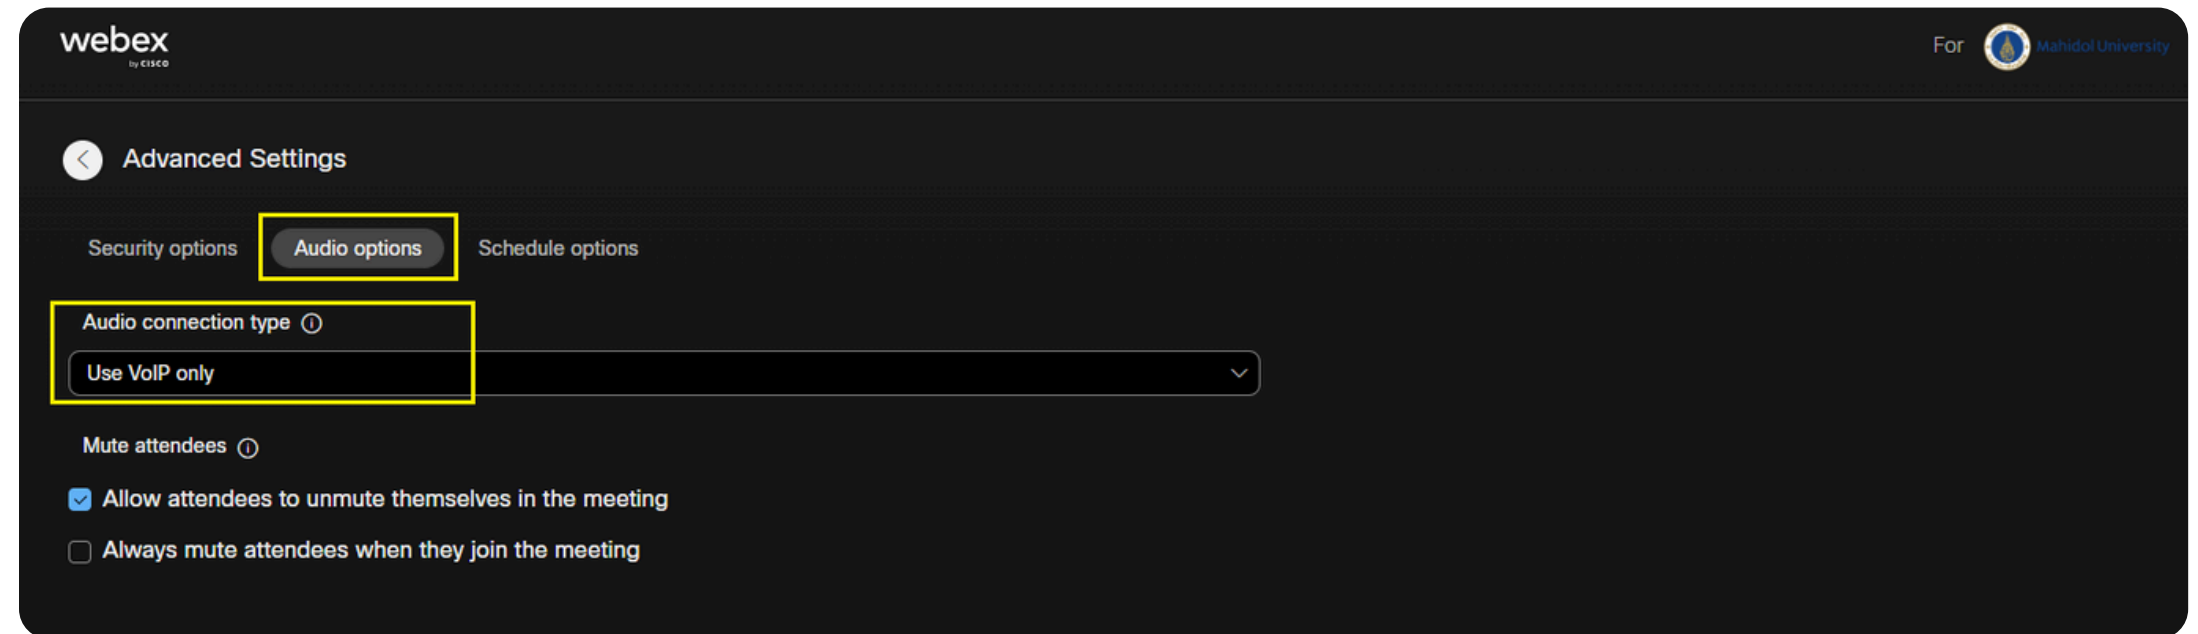 webex
by CISCO
For Mahidol University
Advanced Settings
Security options Audio options Schedule options
Audio connection type
Use VoIP only
Mute attendees
Allow attendees to unmute themselves in the meeting
Always mute attendees when they join the meeting